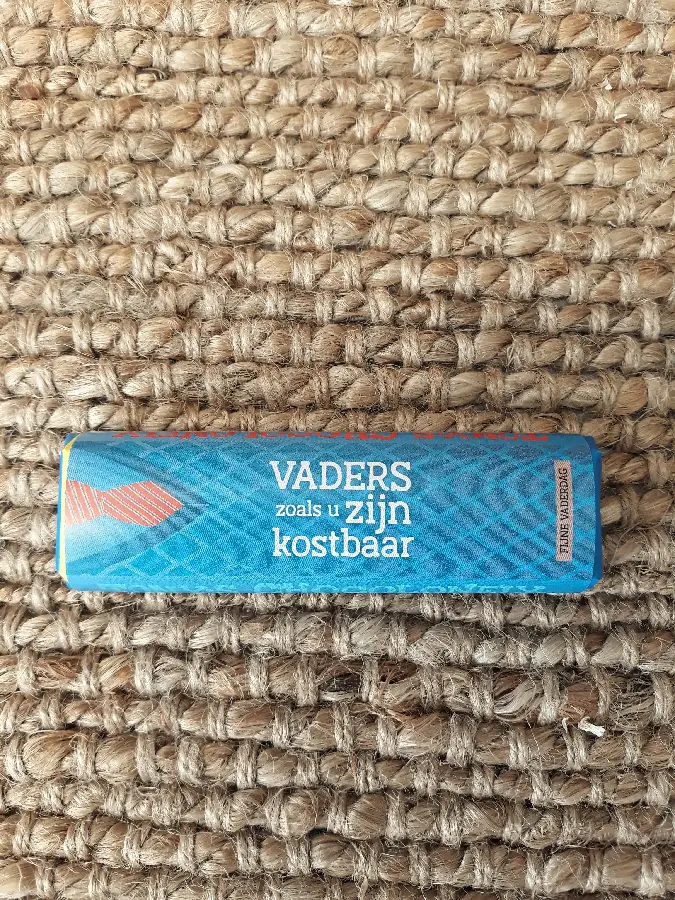 VADERS
zoals u zijn
kostbaar
FIJNE VADERDAG